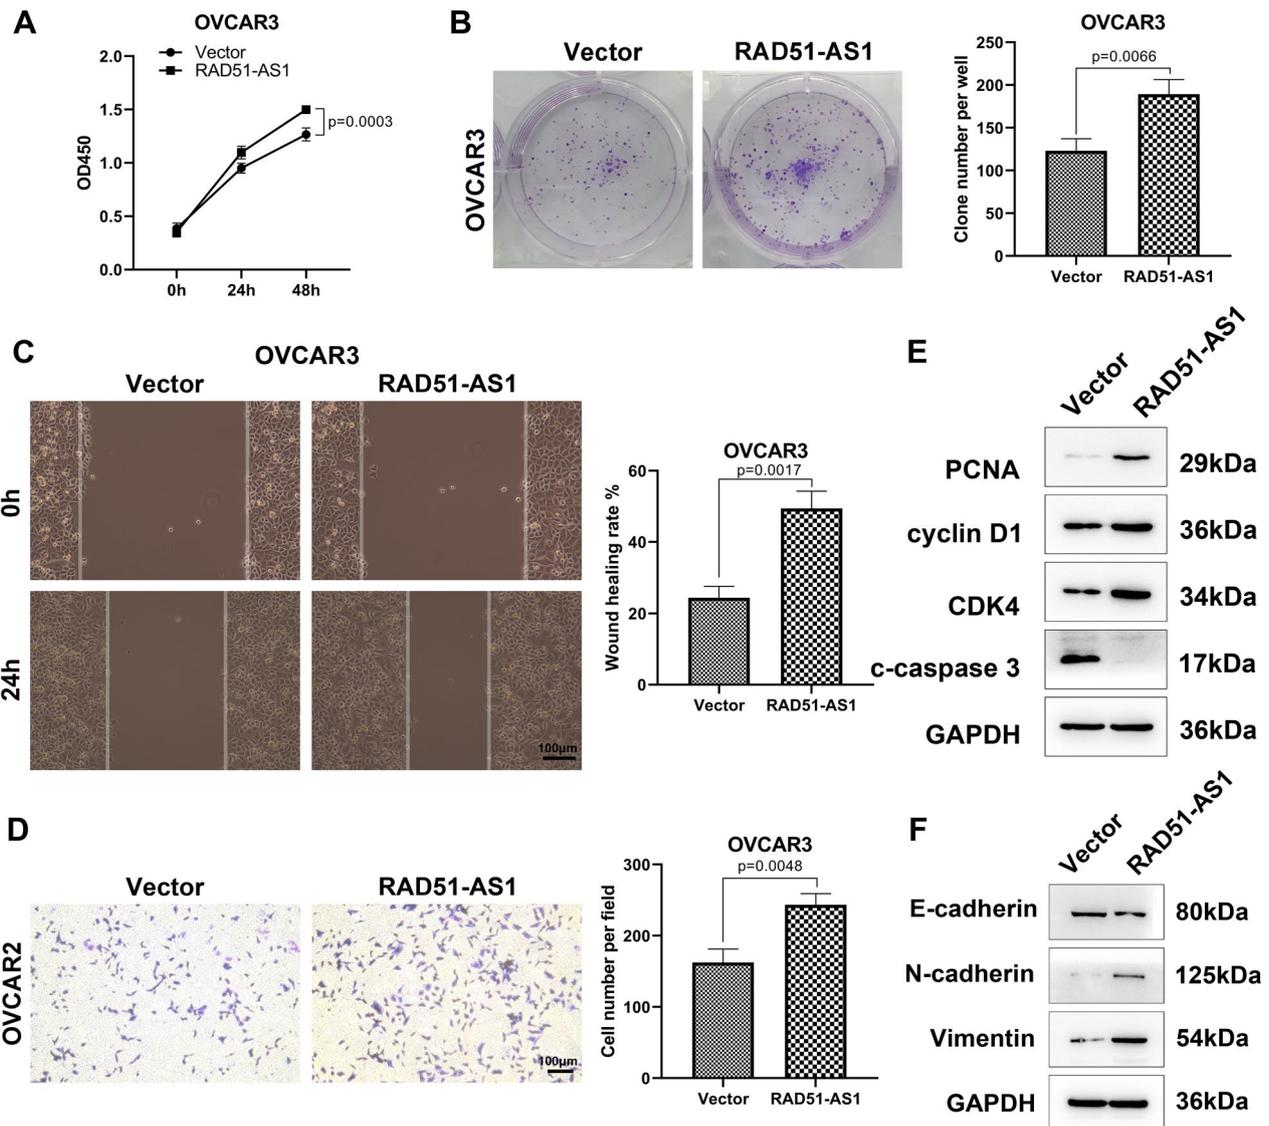 A
OVCAR3
Vector
RAD51-AS1
OD450
2.0
1.5
1.0
0.5
0.0
0h
24h
48h
p=0.0003
B
Vector
RAD51-AS1
OVCAR3
OVCAR3
p=0.0066
Clone number per well
250
200
150
100
50
0
Vector
RAD51-AS1
C
OVCAR3
Vector
RAD51-AS1
0h
24h
100μm
OVCAR3
p=0.0017
Wound healing rate %
60
40
20
0
Vector
RAD51-AS1
D
Vector
RAD51-AS1
OVCAR2
100μm
OVCAR3
p=0.0048
Cell number per field
300
200
100
0
Vector
RAD51-AS1
E
Vector
RAD51-AS1
PCNA
29kDa
cyclin D1
36kDa
CDK4
34kDa
c-caspase 3
17kDa
GAPDH
36kDa
F
Vector
RAD51-AS1
E-cadherin
80kDa
N-cadherin
125kDa
Vimentin
54kDa
GAPDH
36kDa